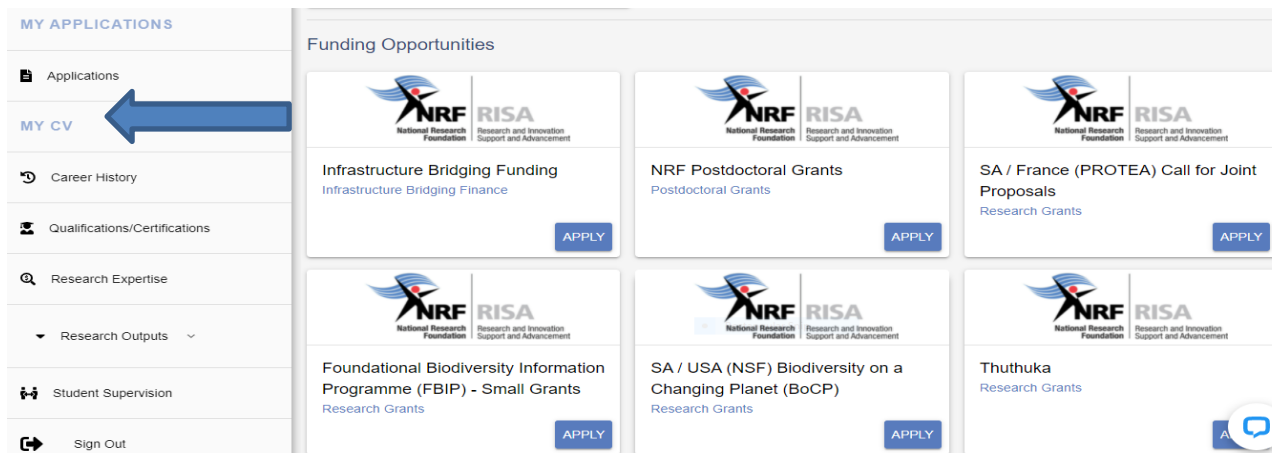 MY APPLICATIONS
Applications
MY CV
Career History
Qualifications/Certifications
Research Expertise
Research Outputs
Student Supervision
Sign Out
Funding Opportunities
NRF RISA
National Research Foundation
Research and Innovation
Support and Advancement
Infrastructure Bridging Funding
Infrastructure Bridging Finance
APPLY
NRF RISA
National Research Foundation
Research and Innovation
Support and Advancement
NRF Postdoctoral Grants
Postdoctoral Grants
APPLY
NRF RISA
National Research Foundation
Research and Innovation
Support and Advancement
SA / France (PROTEA) Call for Joint
Proposals
Research Grants
APPLY
NRF RISA
National Research Foundation
Research and Innovation
Support and Advancement
Foundational Biodiversity Information
Programme (FBIP) - Small Grants
Research Grants
APPLY
NRF RISA
National Research Foundation
Research and Innovation
Support and Advancement
SA / USA (NSF) Biodiversity on a
Changing Planet (BoCP)
Research Grants
APPLY
NRF RISA
National Research Foundation
Research and Innovation
Support and Advancement
Thuthuka
Research Grants